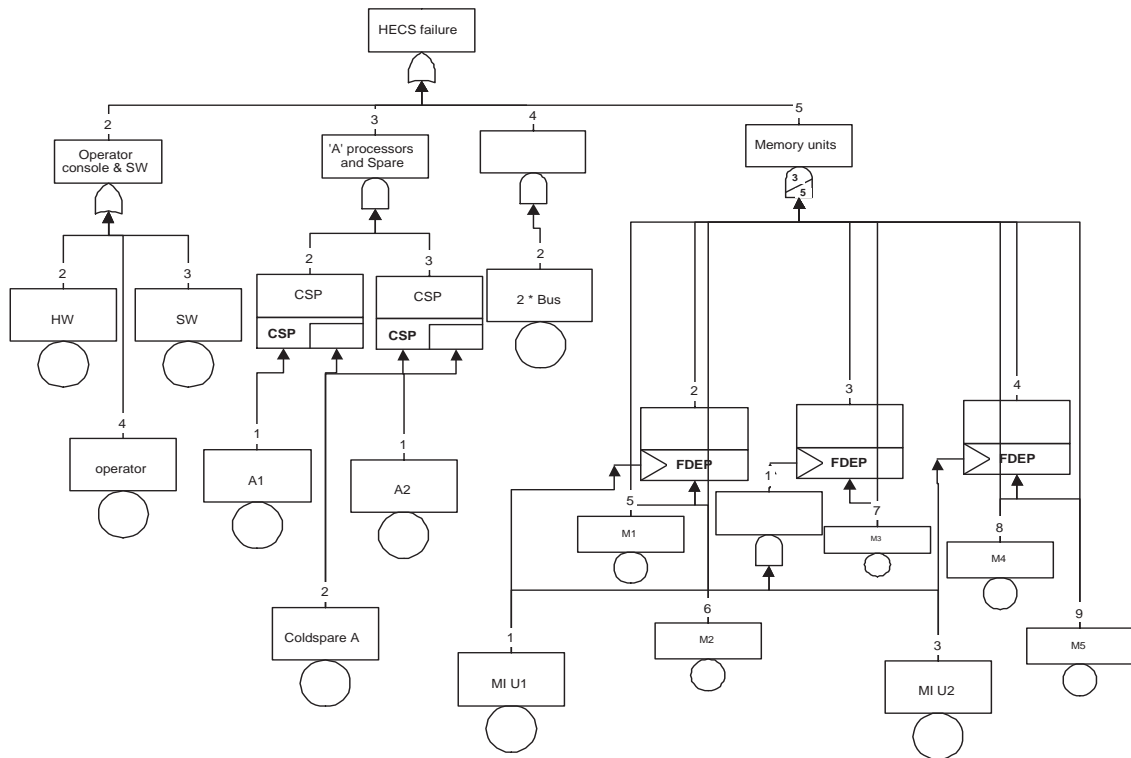 HECS failure
2
3
4
5
Operator
console & SW
'A' processors
and Spare
Memory units
3
5
2
3
2
3
2
HW
SW
CSP
CSP
2 * Bus
CSP
CSP
4
operator
1
A1
1
A2
2
3
4
FDEP
FDEP
FDEP
1
5
M1
7
M3
8
M4
2
Coldspare A
1
MI U1
6
M2
3
MI U2
9
M5